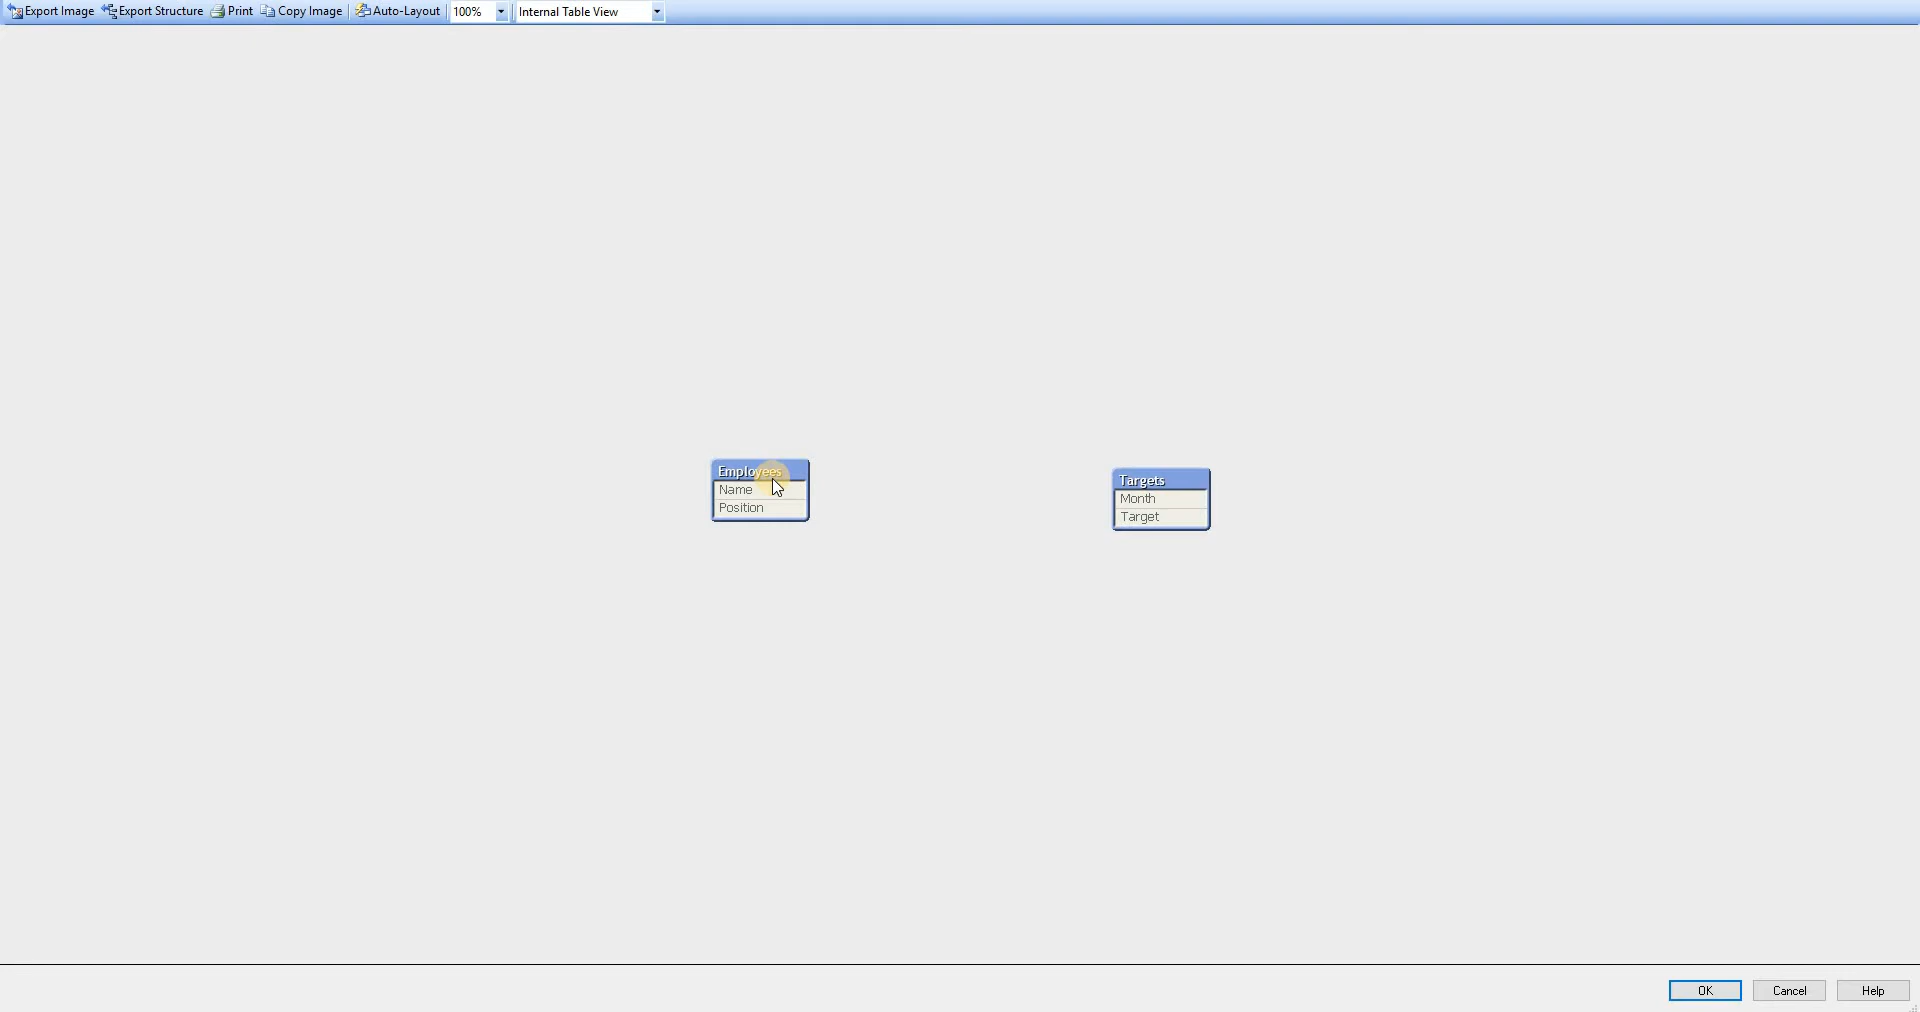 Export Image Export Structure Print Copy Image Auto-Layout 100% Internal Table View
Employees
Name
Position
Targets
Month
Target
OK Cancel Help